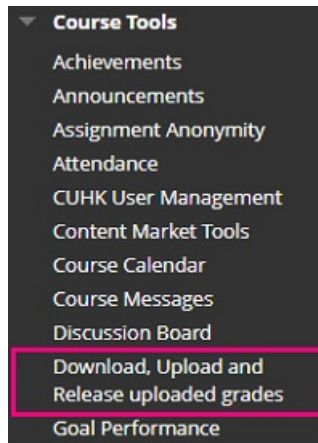 Course Tools
Achievements
Announcements
Assignment Anonymity
Attendance
CUHK User Management
Content Market Tools
Course Calendar
Course Messages
Discussion Board
Download, Upload and
Release uploaded grades
Goal Performance